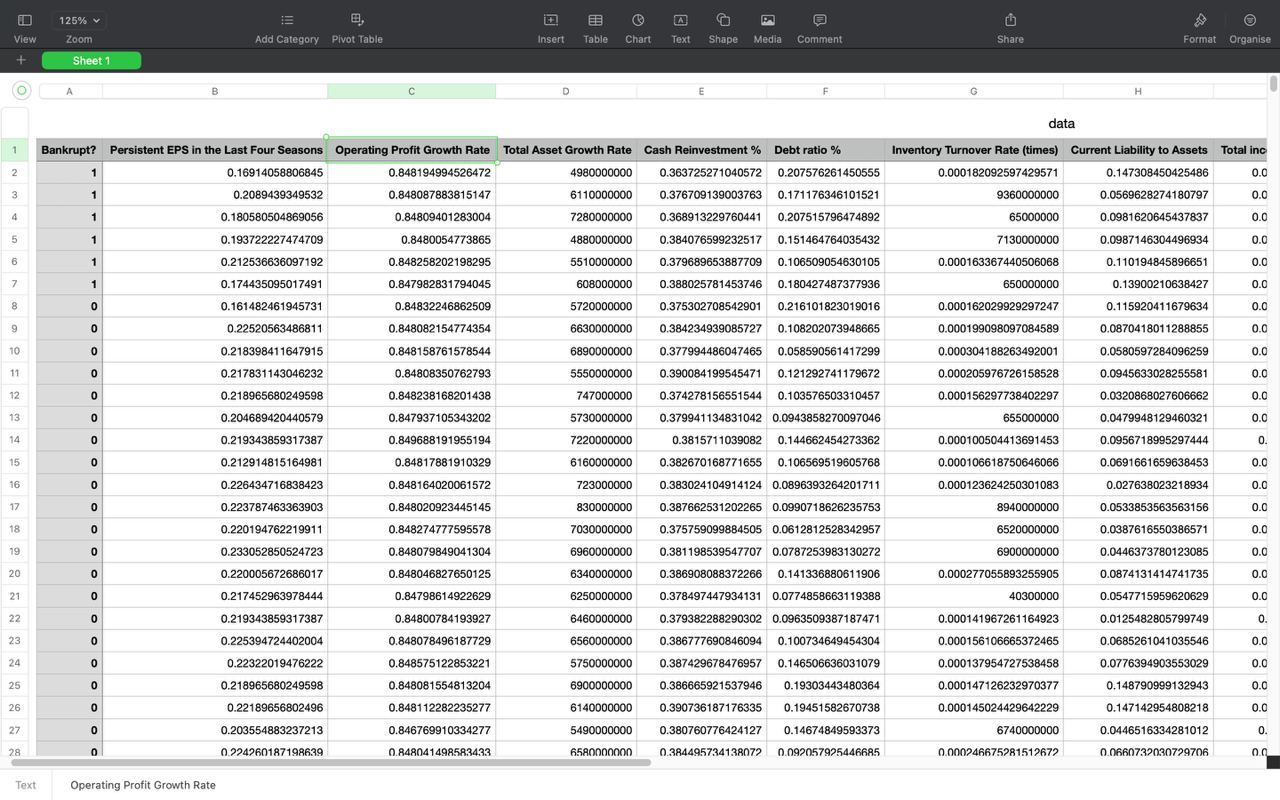 125%
View Zoom Add Category Pivot Table Insert Table Chart Text Shape Media Comment Share Format Organise
Sheet 1
A B C D E F G H
data
1 Bankrupt? Persistent EPS in the Last Four Seasons Operating Profit Growth Rate Total Asset Growth Rate Cash Reinvestment % Debt ratio % Inventory Turnover Rate (times) Current Liability to Assets Total inc
2 1 0.16914058806845 0.848194994526472 4980000000 0.363725271040572 0.207576261450555 0.000182092597429571 0.147308450425486 0.0
3 1 0.2089439349532 0.848087883815147 6110000000 0.376709139003763 0.171176346101521 9360000000 0.0569628274180797 0.0
4 1 0.180580504869056 0.84809401283004 7280000000 0.368913229760441 0.207515796474892 65000000 0.0981620645437837 0.0
5 1 0.193722227474709 0.8480054773865 4880000000 0.384076599232517 0.151464764035432 7130000000 0.0987146304496934 0.0
6 1 0.212536636097192 0.848258202198295 5510000000 0.379689653887709 0.106509054630105 0.000163367440506068 0.110194845896651 0.0
7 1 0.174435095017491 0.847982831794045 608000000 0.388025781453746 0.180427487377936 650000000 0.13900210638427 0.0
8 0 0.161482461945731 0.84832246862509 5720000000 0.375302708542901 0.216101823019016 0.000162029929297247 0.115920411679634 0.0
9 0 0.22520563486811 0.848082154774354 6630000000 0.384234939085727 0.108202073948665 0.000199098097084589 0.0870418011288855 0.0
10 0 0.218398411647915 0.848158761578544 6890000000 0.377994486047465 0.058590561417299 0.000304188263492001 0.0580597284096259 0.0
11 0 0.217831143046232 0.84808350762793 5550000000 0.390084199545471 0.121292741179672 0.000205976726158528 0.0945633028255581 0.0
12 0 0.218965680249598 0.848238168201438 747000000 0.374278156551544 0.103576503310457 0.000156297738402297 0.0320868027606662 0.0
13 0 0.204689420440579 0.847937105343202 5730000000 0.379941134831042 0.0943858270097046 655000000 0.0479948129460321 0.0
14 0 0.219343859317387 0.849688191955194 7220000000 0.3815711039082 0.144662454273362 0.000100504413691453 0.0956718995297444 0.
15 0 0.212914815164981 0.84817881910329 6160000000 0.382670168771655 0.106569519605768 0.000106618750646066 0.0691661659638453 0.0
16 0 0.226434716838423 0.848164020061572 723000000 0.383024104914124 0.0896393264201711 0.000123624250301083 0.027638023218934 0.0
17 0 0.223787463363903 0.848020923445145 830000000 0.387662531202265 0.0990718626235753 8940000000 0.0533853563563156 0.0
18 0 0.220194762219911 0.848274777595578 7030000000 0.375759099884505 0.0612812528342957 6520000000 0.0387616550386571 0.0
19 0 0.233052850524723 0.848079849041304 6960000000 0.381198539547707 0.0787253983130272 6900000000 0.0446373780123085 0.0
20 0 0.220005672686017 0.848046827650125 6340000000 0.386908088372266 0.141336880611906 0.000277055893255905 0.0874131414741735 0.0
21 0 0.217452963978444 0.84798614922629 6250000000 0.378497447934131 0.0774858663119388 40300000 0.0547715959620629 0.0
22 0 0.219343859317387 0.84800784193927 6460000000 0.379382288290302 0.0963509387187471 0.000141967261164923 0.0125482805799749 0.
23 0 0.225394724402004 0.848078496187729 6560000000 0.386777690846094 0.100734649454304 0.000156106665372465 0.0685261041035546 0.0
24 0 0.22322019476222 0.848575122853221 5750000000 0.387429678476957 0.146506636031079 0.000137954727538458 0.0776394903553029 0.0
25 0 0.218965680249598 0.848081554813204 6900000000 0.386665921537946 0.19303443480364 0.000147126232970377 0.148790999132943 0.0
26 0 0.22189656802496 0.848112282235277 6140000000 0.390736187176335 0.19451582670738 0.00014502442964​2229 0.147142954808218 0.0
27 0 0.203554883237213 0.846769910334277 5490000000 0.380760776424127 0.14674849593373 6740000000 0.0446516334281012 0.
28 0 0.224260187198639 0.848041498583433 6580000000 0.384495734138072 0.092057925446685 0.000246675281512672 0.0660732030729706 0.0
Text Operating Profit Growth Rate